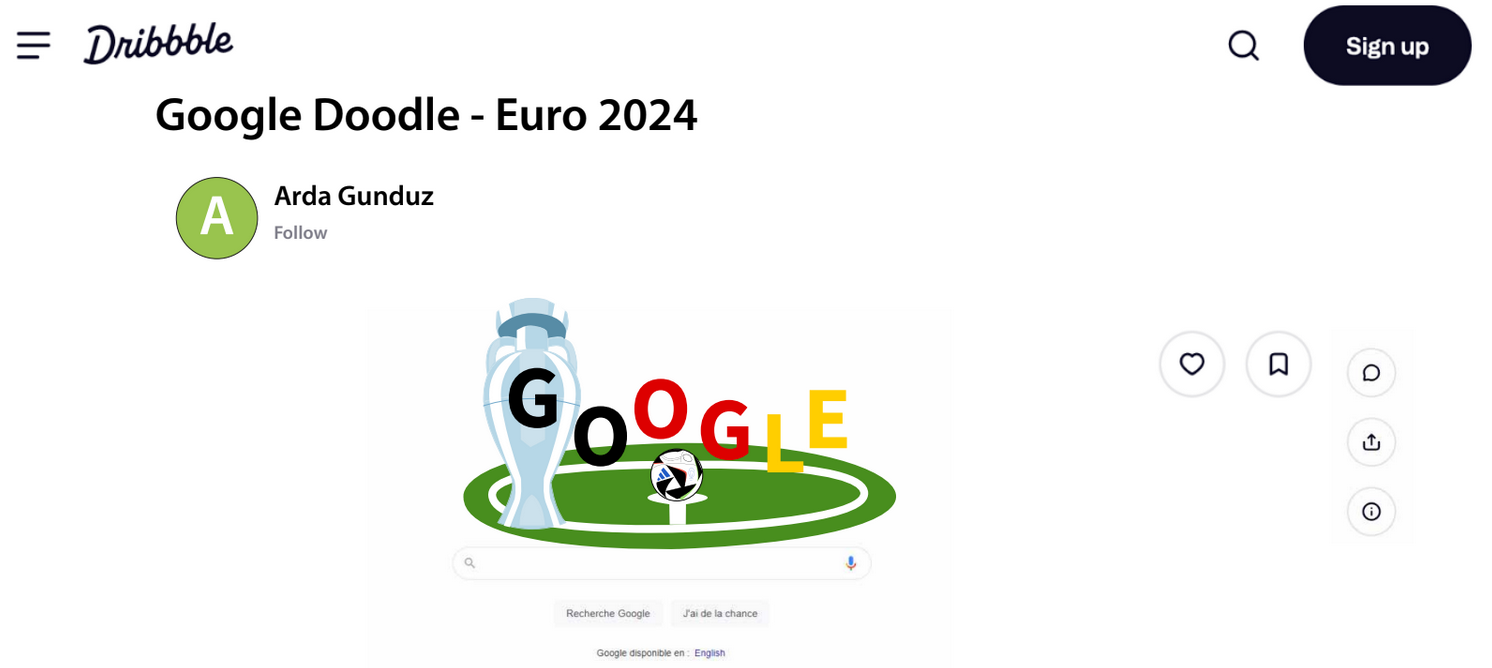 Dribbble
Sign up
Google Doodle - Euro 2024
A
Arda Gunduz
Follow
GOOGLE
Recherche Google
J'ai de la chance
Google disponible en : English